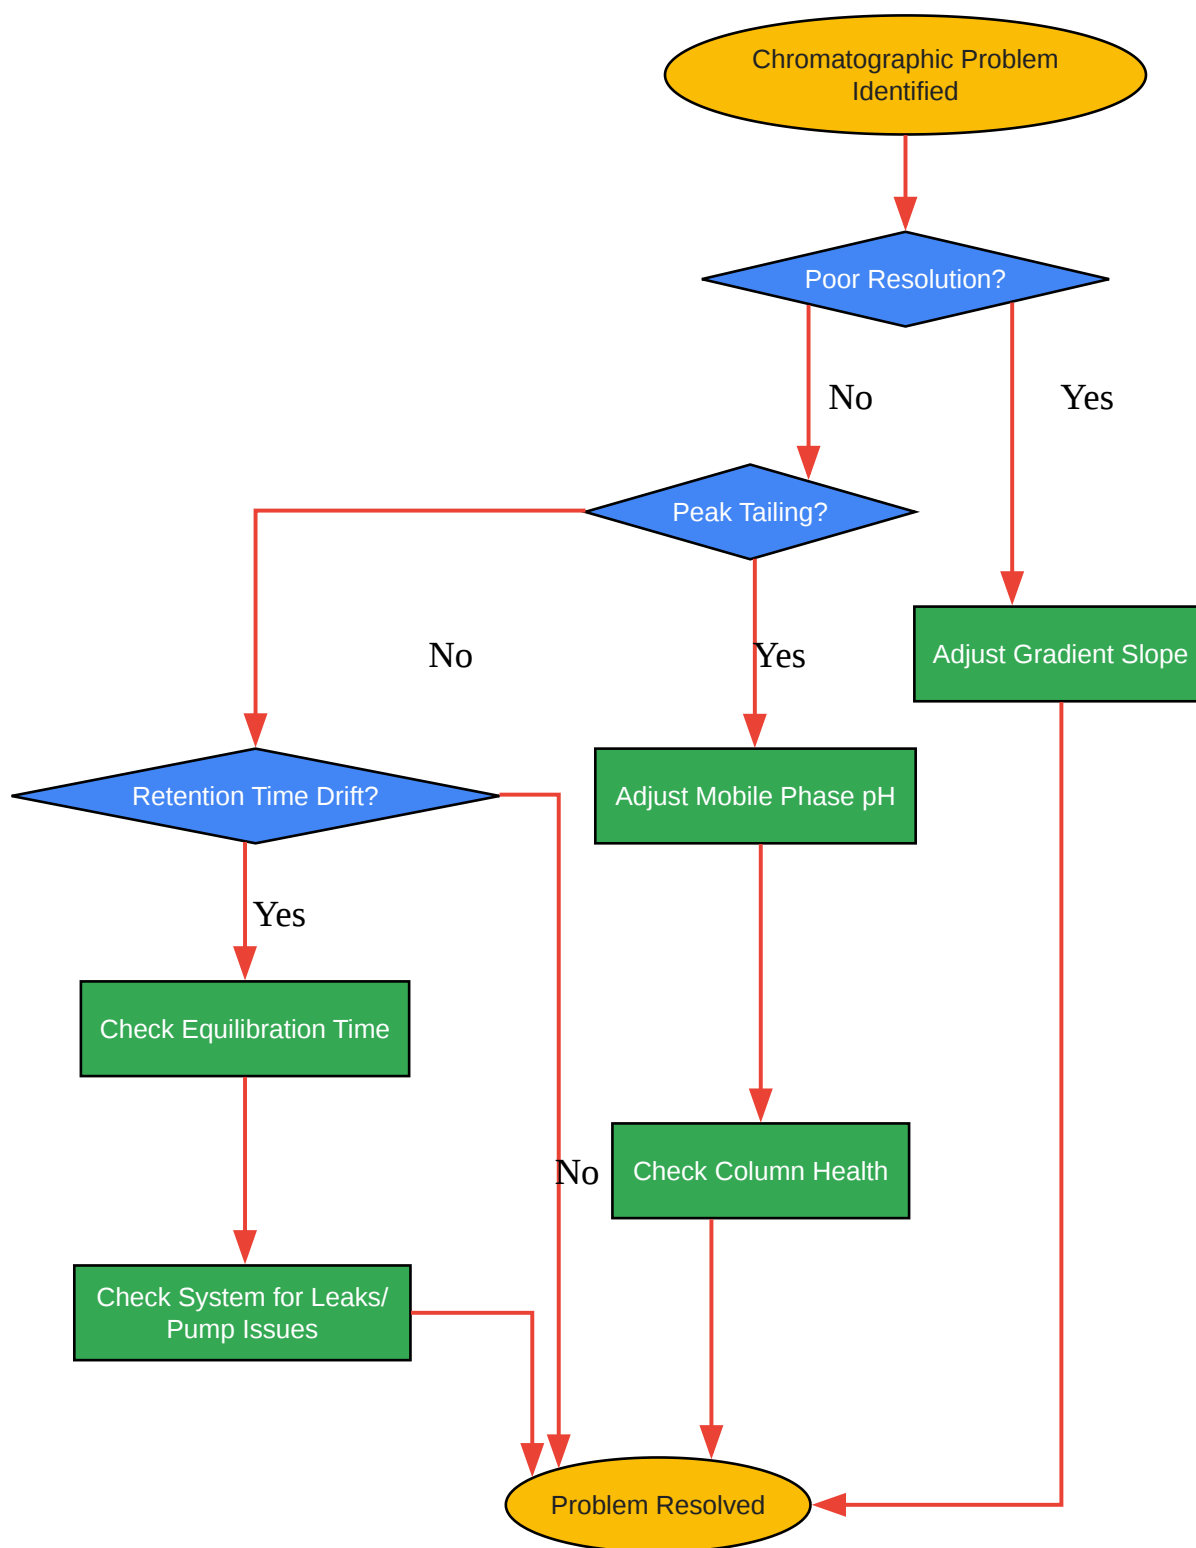 Chromatographic Problem
Identified
Poor Resolution?
No
Yes
Peak Tailing?
No
Yes
Adjust Gradient Slope
Retention Time Drift?
Adjust Mobile Phase pH
Yes
Check Equilibration Time
No
Check Column Health
Check System for Leaks/
Pump Issues
Problem Resolved